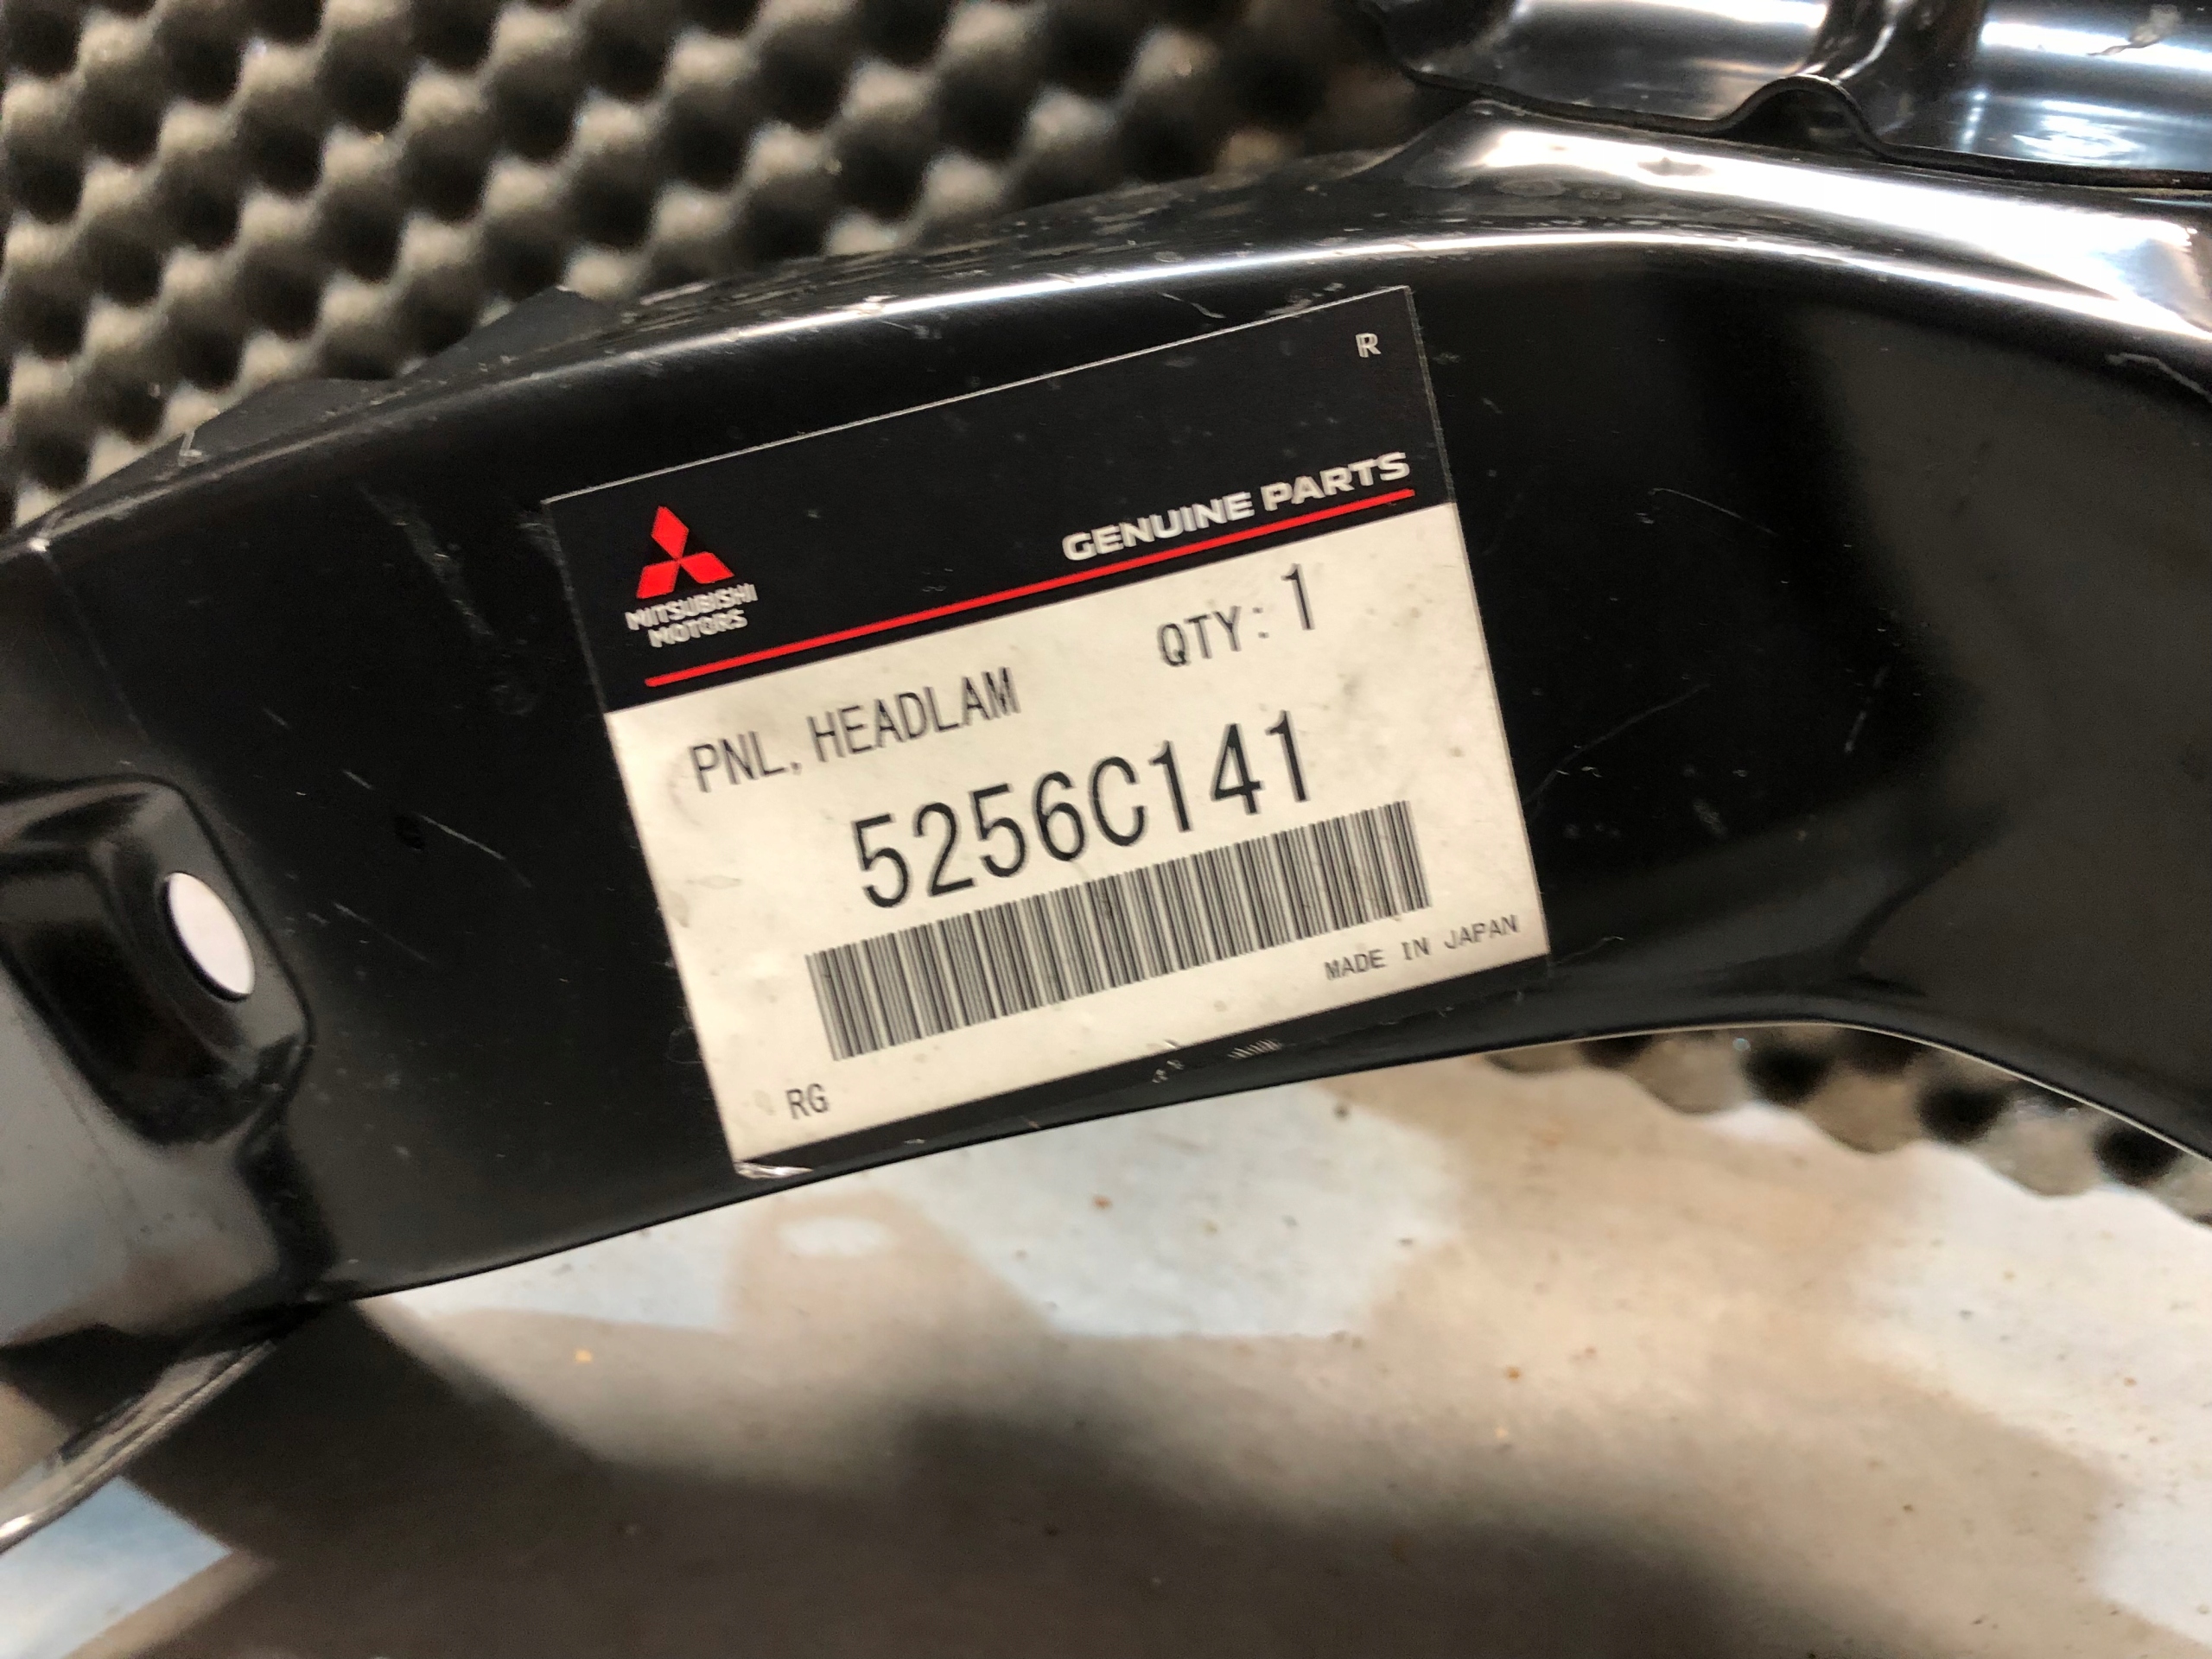 R
GENUINE PARTS
MITSUBISHI
MOTORS
QTY: 1
PNL, HEADLAM
5256C141
MADE IN JAPAN
RG